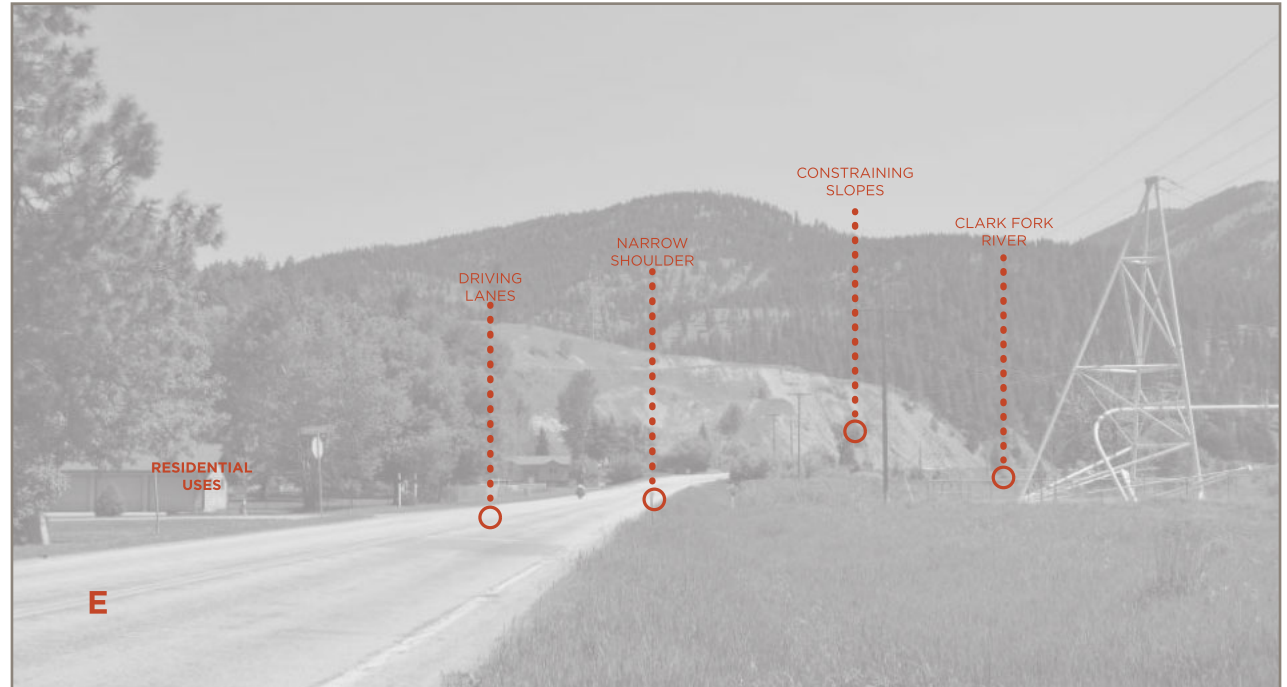 CONSTRAINING
SLOPES
CLARK FORK
RIVER
NARROW
SHOULDER
DRIVING
LANES
RESIDENTIAL
USES
E